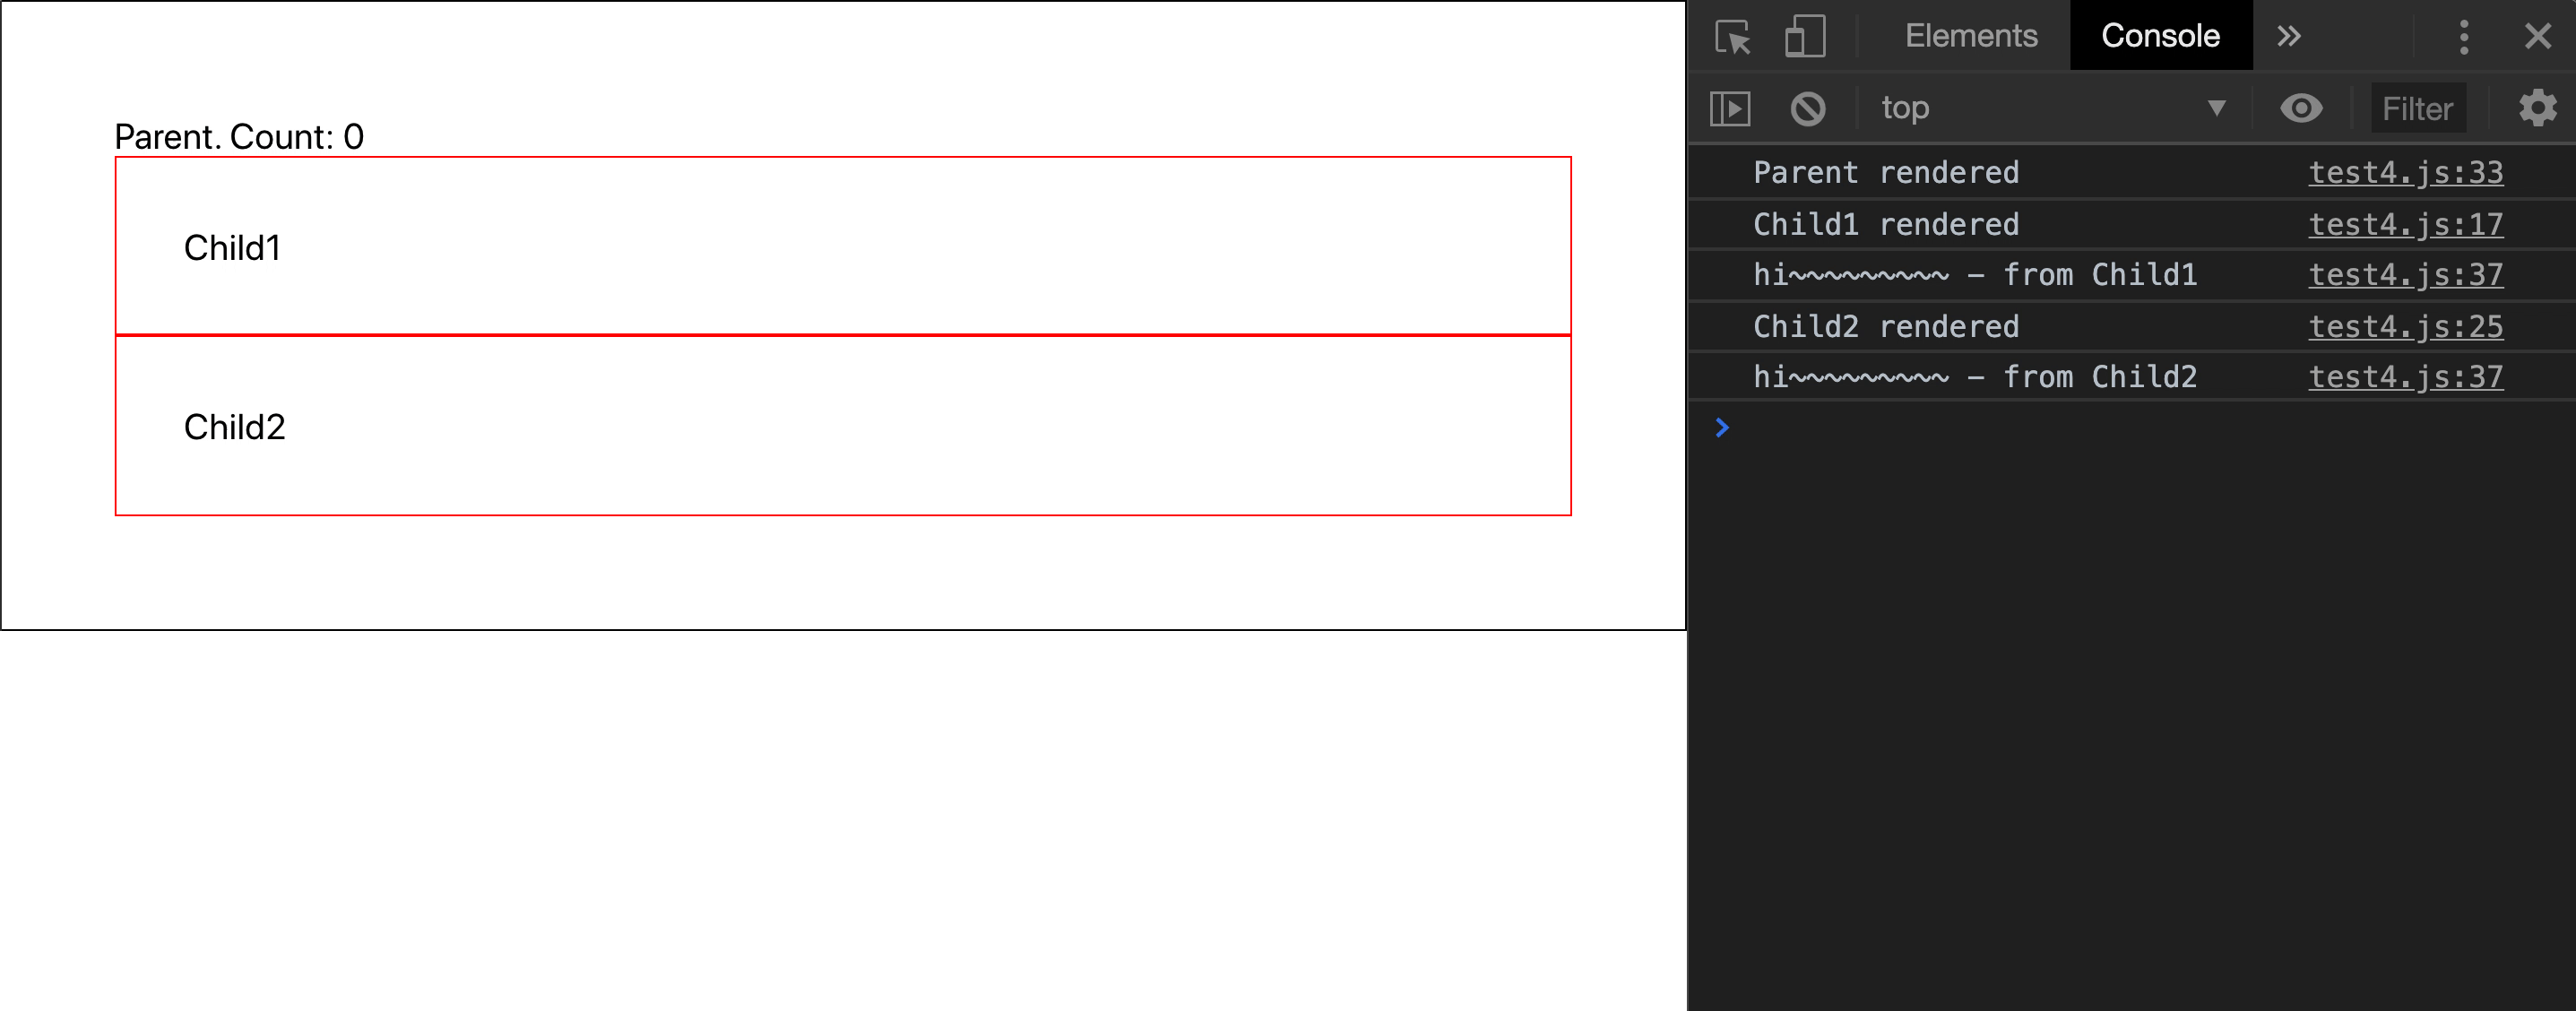 Parent. Count: 0
Child1
Child2
Elements Console
top Filter
Parent rendered test4.js:33
Child1 rendered test4.js:17
hi~~~~~~~~~ – from Child1 test4.js:37
Child2 rendered test4.js:25
hi~~~~~~~~~ – from Child2 test4.js:37